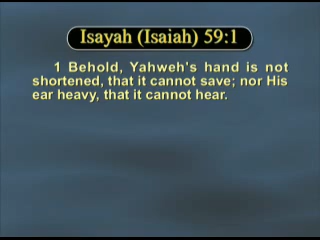 Isayah (Isaiah) 59:1
1 Behold, Yahweh's hand is not
shortened, that it cannot save; nor His
ear heavy, that it cannot hear.